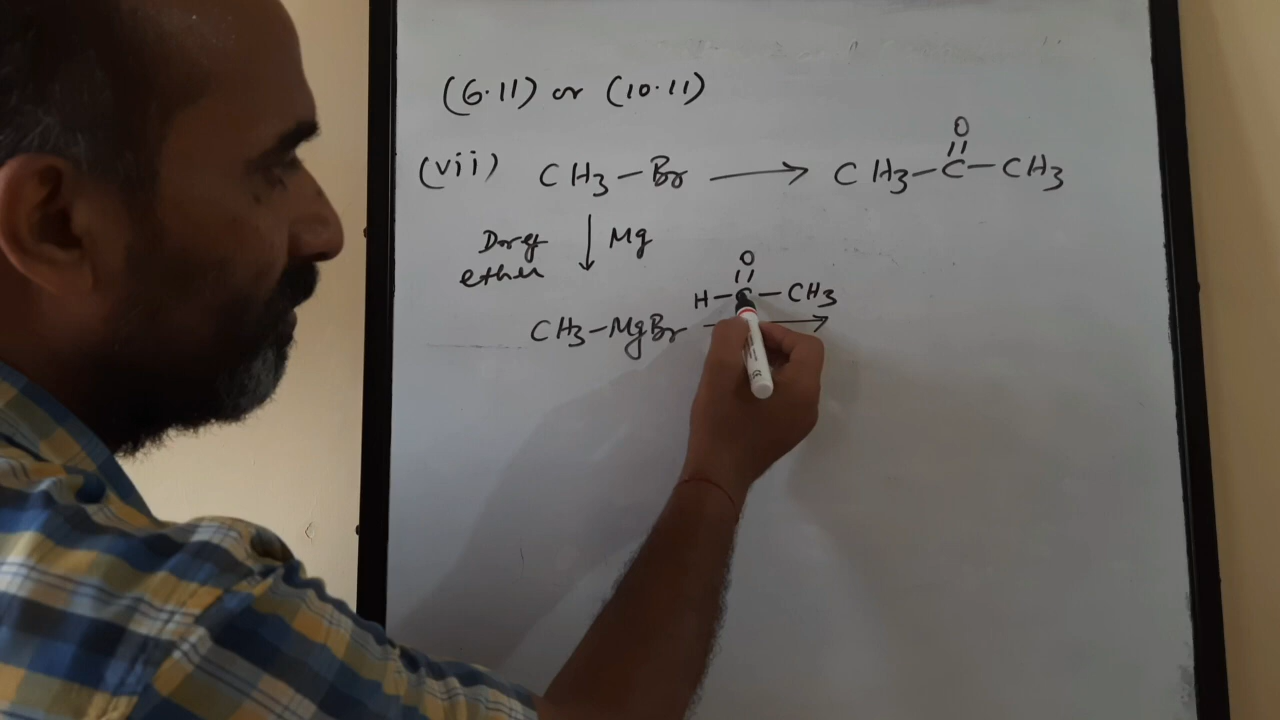 (6.11) or (10.11)
O
(vii) CH3-Br → CH3-C-CH3
Dry ↓ Mg
ether
O
H-C-CH3
CH3-MgBr →